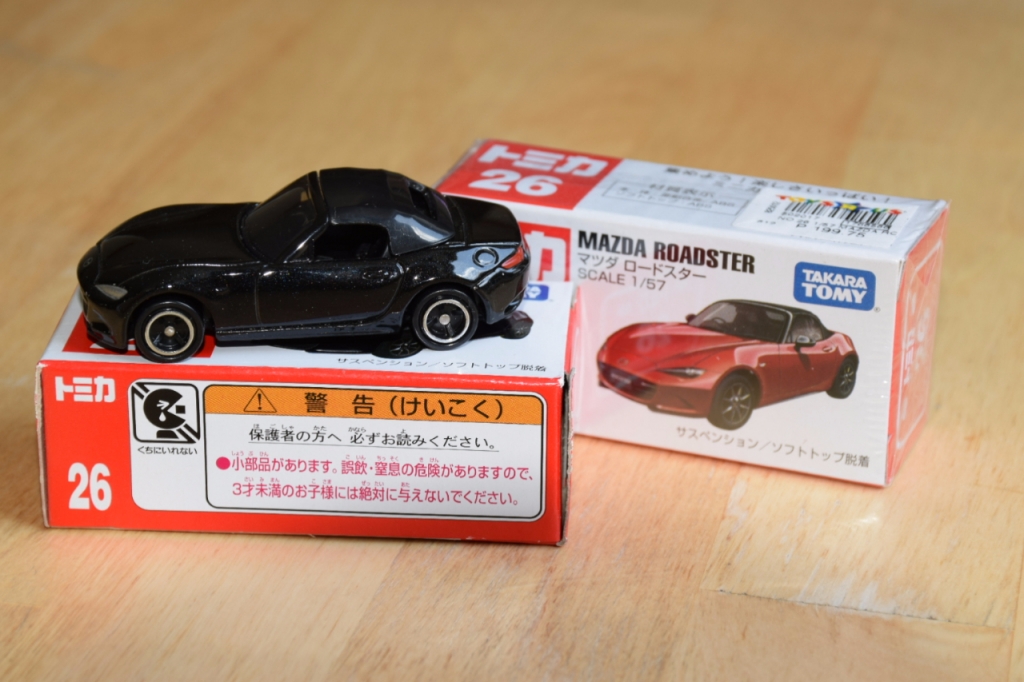 トミカ
26
MAZDA ROADSTER
マツダ ロードスター
SCALE 1/57
TAKARA
TOMY
サスペンション/ソフトトップ脱着
P 199.75
サスペンション/ソフトトップ脱着
トミカ
26
くちにいれない
警告(けいこく)
保護者の方へ 必ずお読みください。
●小部品があります。誤飲・窒息の危険がありますので、
3才未満のお子様には絶対に与えないでください。